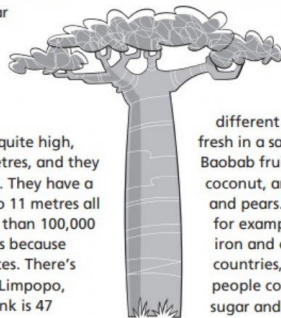 ar
quite high,
etres, and they
. They have a
o 11 metres all
than 100,000
s because
tes. There's
Limpopo,
nk is 47
different
fresh in a sa
Baobab fru
coconut, a
and pears.
for examp
iron and
countries,
people co
sugar and